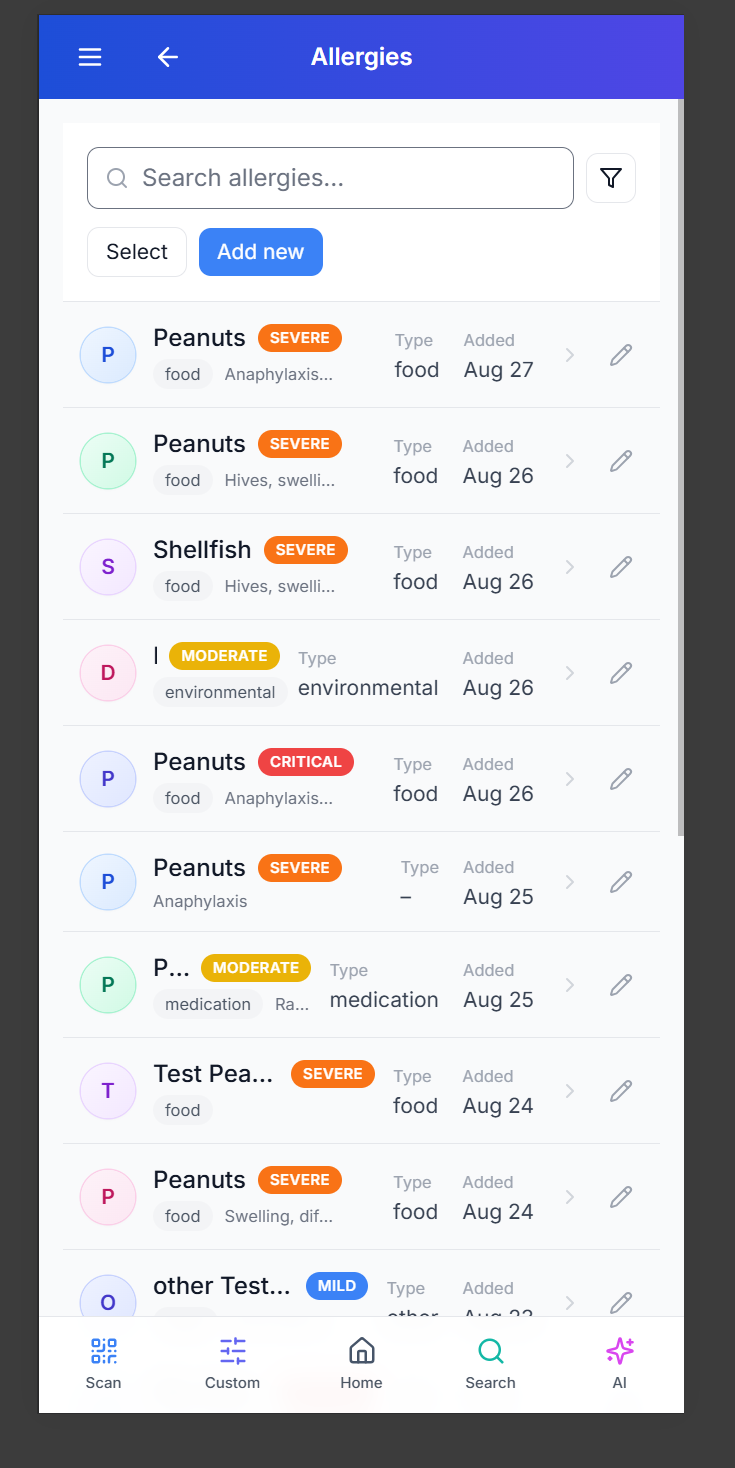 Allergies
Search allergies...
Select Add new
P Peanuts SEVERE Type Added
food Anaphylaxis... food Aug 27
P Peanuts SEVERE Type Added
food Hives, swelli... food Aug 26
S Shellfish SEVERE Type Added
food Hives, swelli... food Aug 26
D MODERATE Type Added
environmental environmental Aug 26
P Peanuts CRITICAL Type Added
food Anaphylaxis... food Aug 26
P Peanuts SEVERE Type Added
Anaphylaxis – Aug 25
P P... MODERATE Type Added
medication Ra... medication Aug 25
T Test Pea... SEVERE Type Added
food food Aug 24
P Peanuts SEVERE Type Added
food Swelling, dif... food Aug 24
O other Test... MILD Type Added
Scan Custom Home Search AI